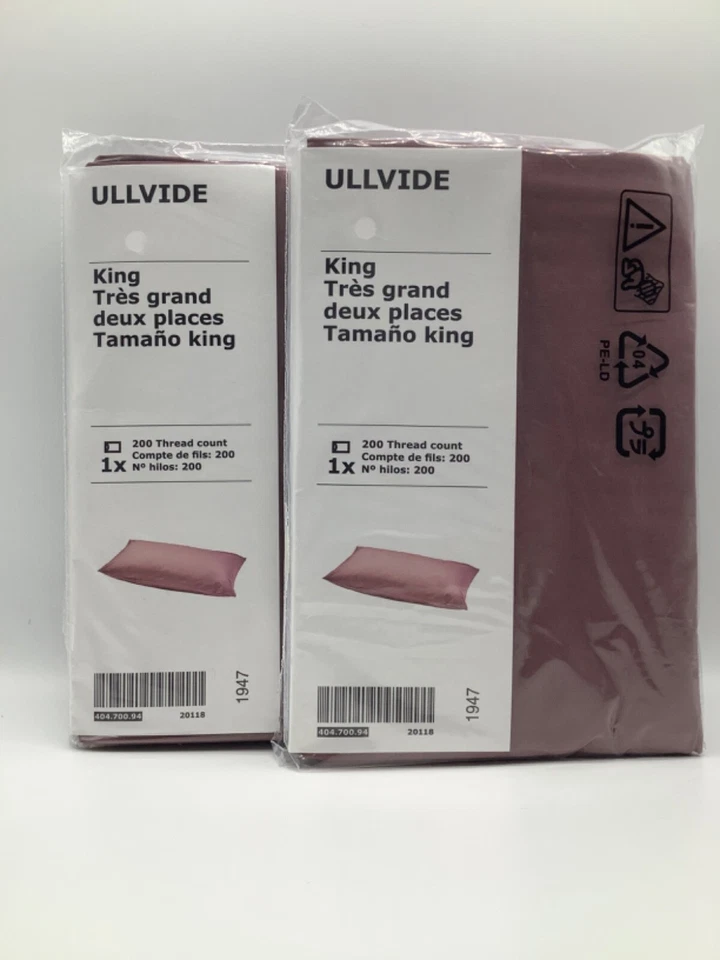 ULLVIDE
King
Très grand
deux places
Tamaño king
1x
200 Thread count
Compte de fils: 200
Nº hilos: 200
404.700.94
20118
1947
ULLVIDE
King
Très grand
deux places
Tamaño king
1x
200 Thread count
Compte de fils: 200
Nº hilos: 200
404.700.94
20118
1947
04
PE-LD
プラ